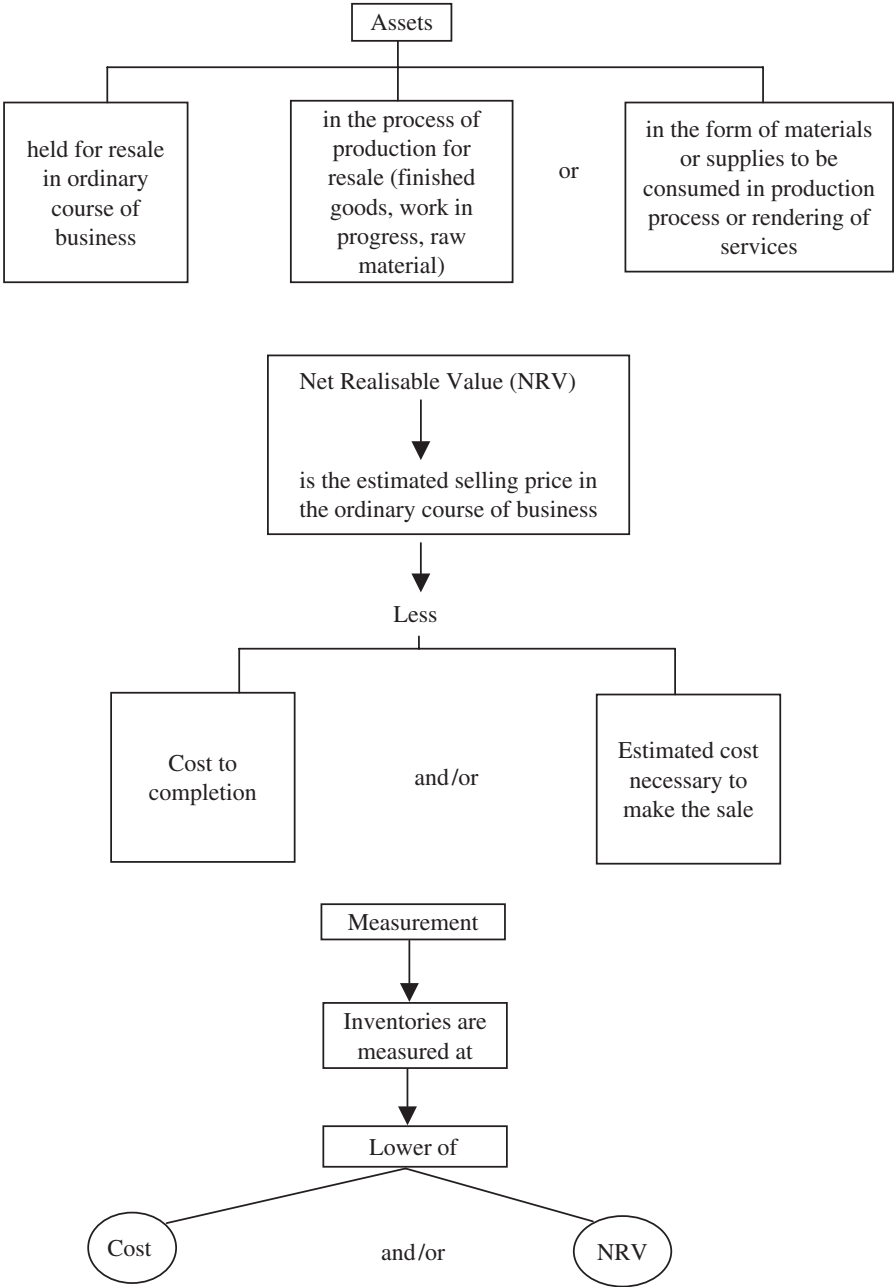 Assets
held for resale
in ordinary
course of
business
in the process of
production for
resale (finished
goods, work in
progress, raw
material)
or
in the form of materials
or supplies to be
consumed in production
process or rendering of
services
Net Realisable Value (NRV)
is the estimated selling price in
the ordinary course of business
Less
Cost to
completion
and/or
Estimated cost
necessary to
make the sale
Measurement
Inventories are
measured at
Lower of
Cost
and/or
NRV